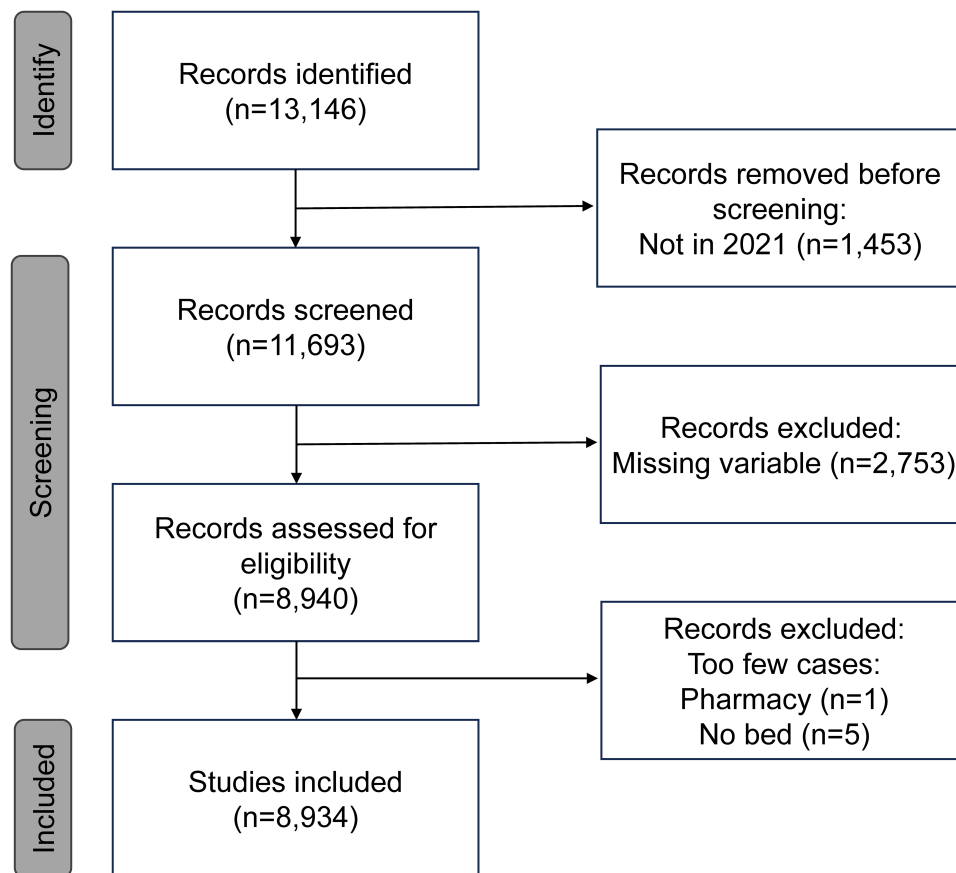 Identify
Records identified
(n=13,146)
Records removed before
screening:
Not in 2021 (n=1,453)
Screening
Records screened
(n=11,693)
Records excluded:
Missing variable (n=2,753)
Records assessed for
eligibility
(n=8,940)
Records excluded:
Too few cases:
Pharmacy (n=1)
No bed (n=5)
Included
Studies included
(n=8,934)